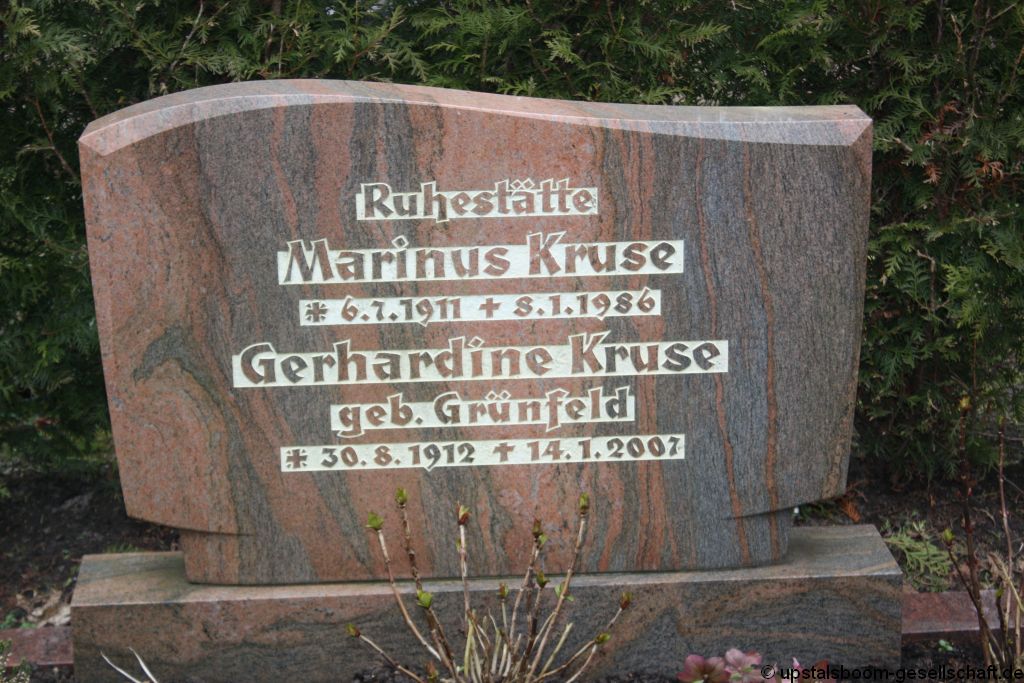 Ruhestätte
Marinus Kruse
* 6.7.1911 + 8.1.1986
Gerhardine Kruse
geb. Grünfeld
* 30.8.1912 + 14.1.2007
© upstalsboom-gesellschaft.de